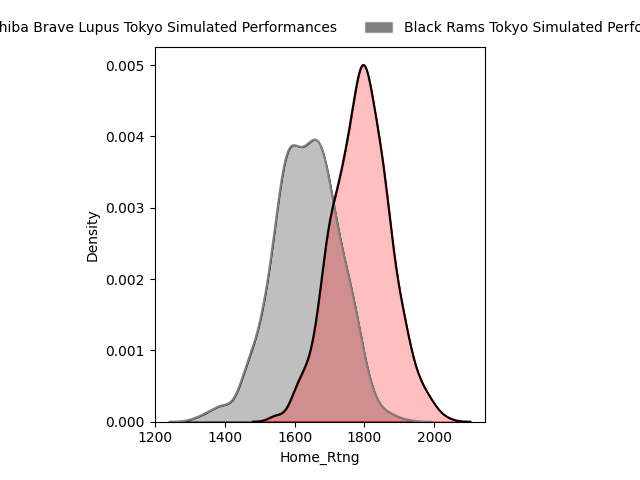 hiba Brave Lupus Tokyo Simulated Performances Black Rams Tokyo Simulated Perfo
0.005
0.004
0.003
0.002
0.001
0.000
Density
1200 1400 1600 1800 2000
Home_Rtng